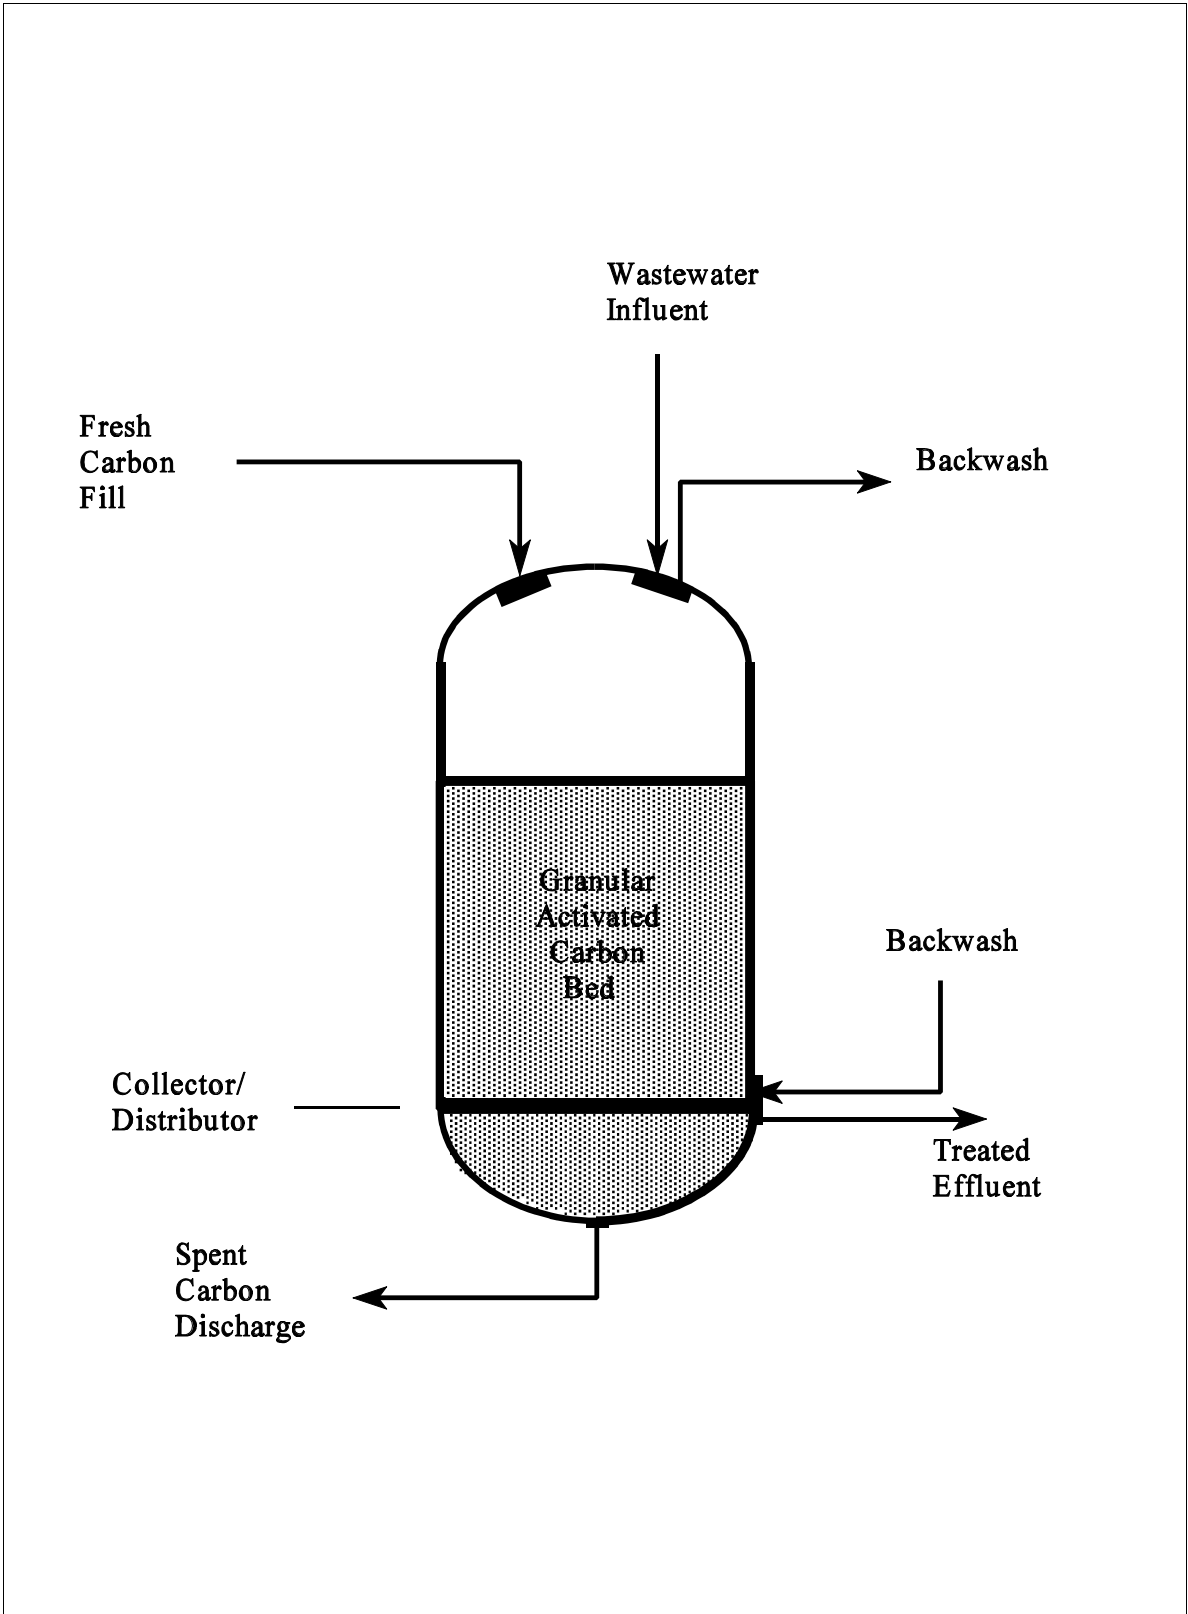 Wastewater
Influent
Fresh
Carbon
Fill
Backwash
Granular
Activated
Carbon
Bed
Backwash
Collector/
Distributor
Treated
Effluent
Spent
Carbon
Discharge